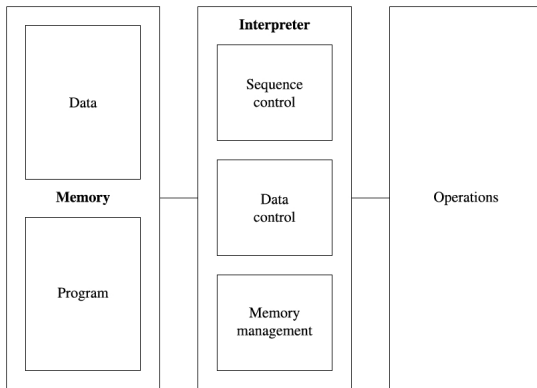 Data
Memory
Program
Interpreter
Sequence
control
Data
control
Memory
management
Operations